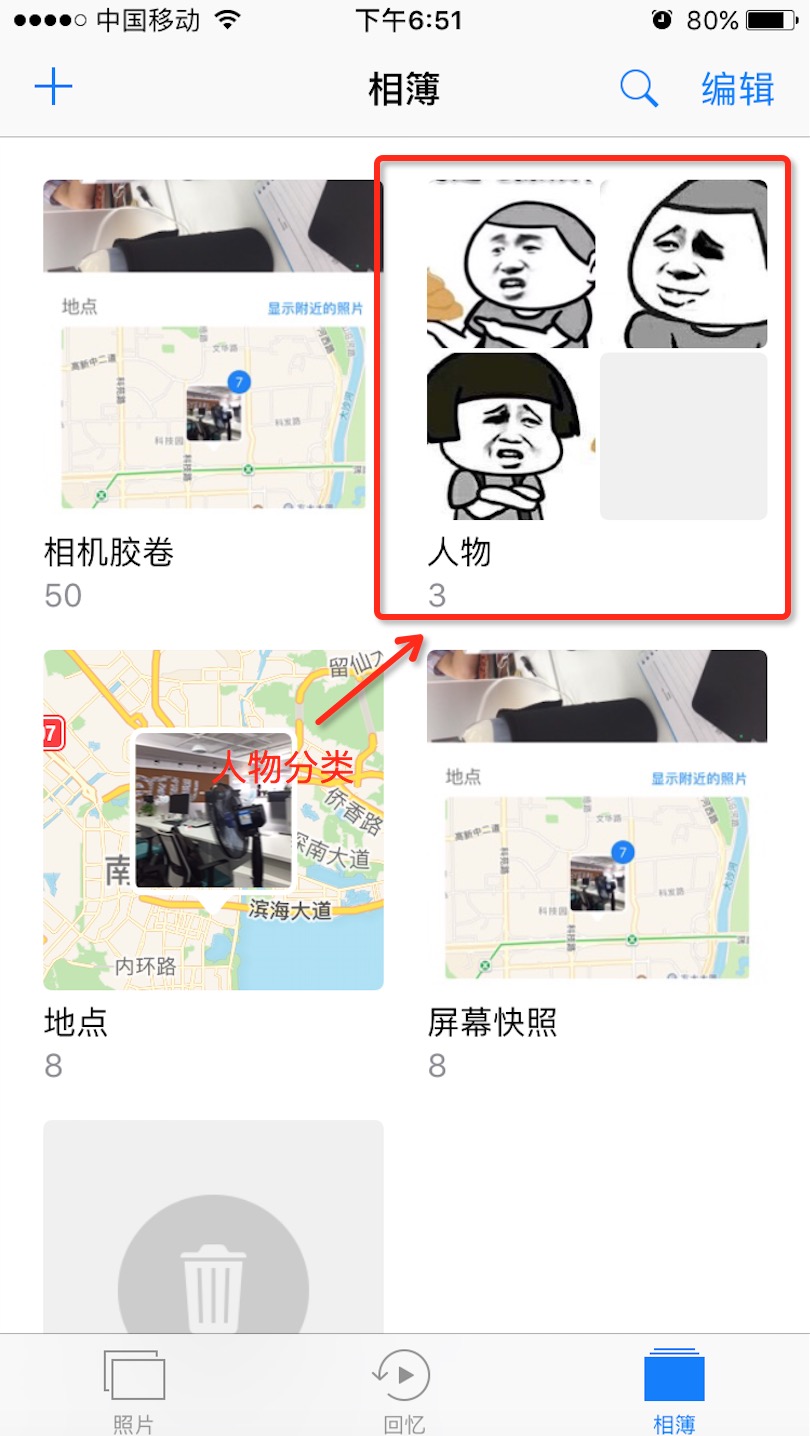 中国移动 下午6:51 80%
相簿 编辑
地点 显示附近的照片
文华路
高新中二道
科苑路
7
大沙河
科发路
科技园
科技路
相机胶卷
50
人物
3
留仙大
7
人物分类
侨香路
深南大道
南
滨海大道
内环路
地点
8
地点 显示附近的照片
文华路
高新中二道
科苑路
7
大沙河
科发路
科技园
科技路
屏幕快照
8
照片 回忆 相簿